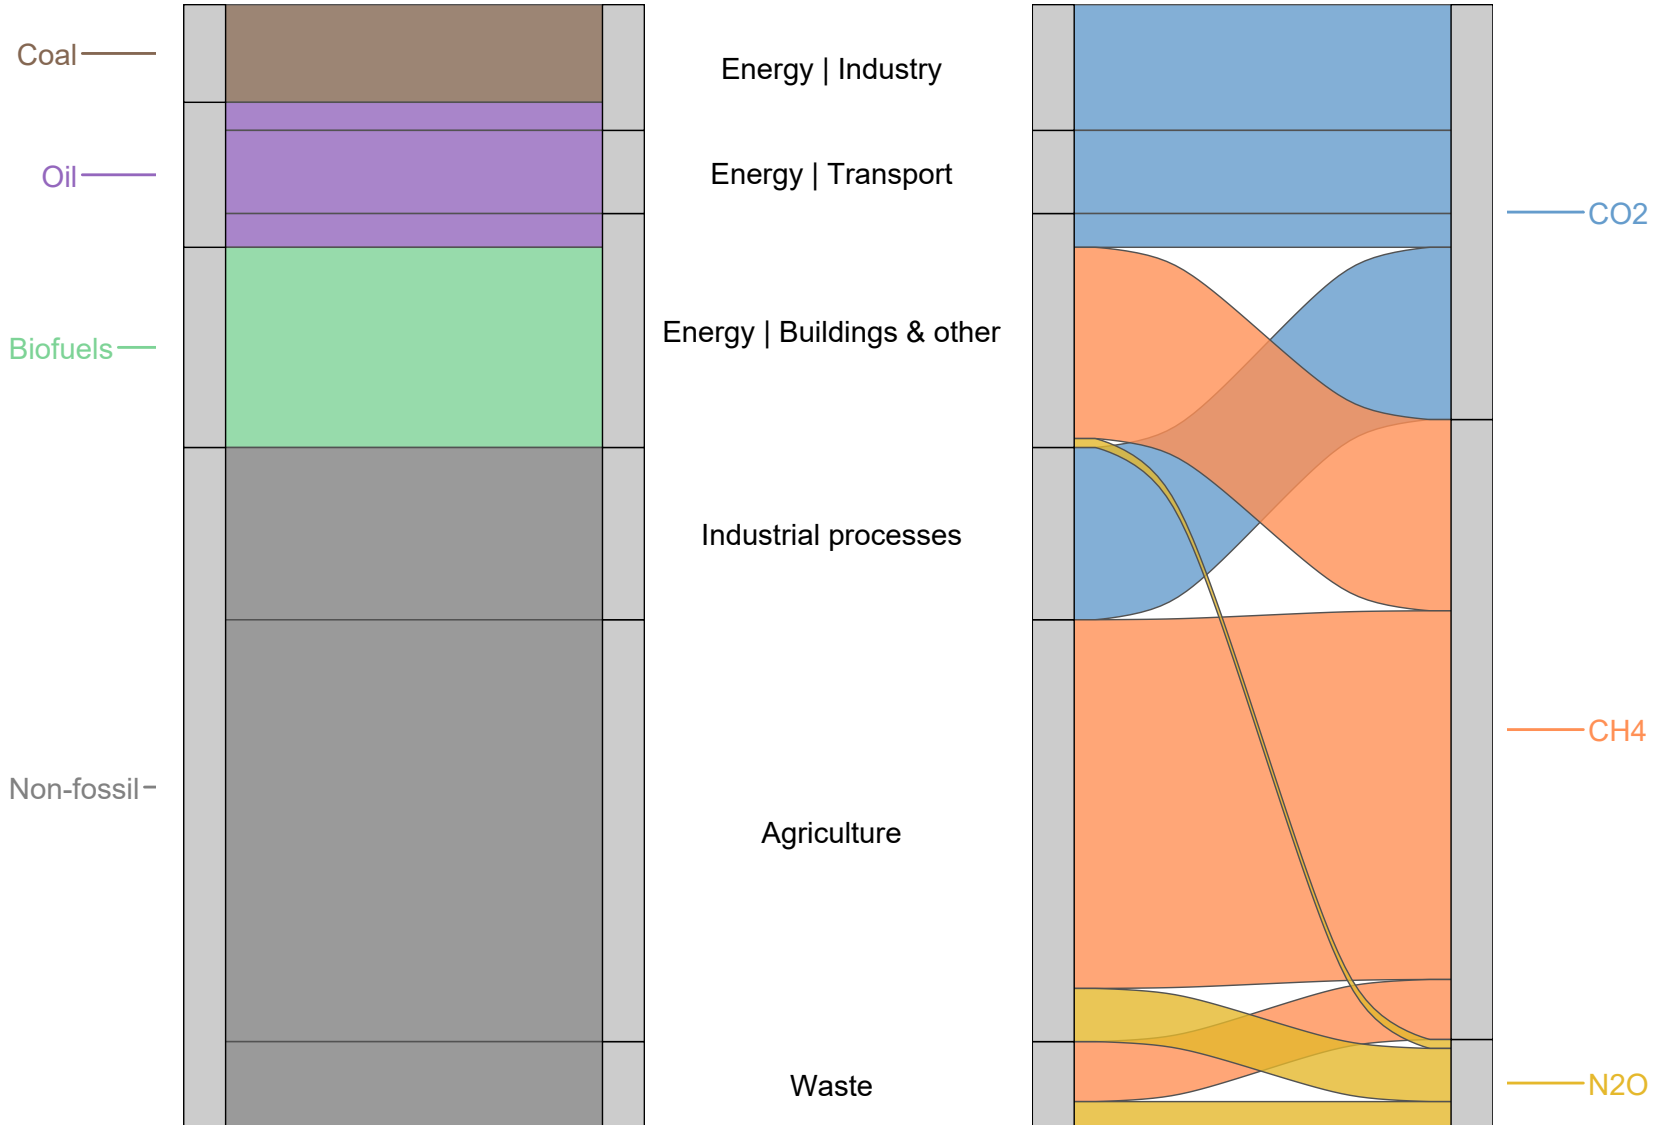 Coal
Energy | Industry
Oil
Energy | Transport
CO2
Biofuels
Energy | Buildings & other
Industrial processes
CH4
Non-fossil
Agriculture
Waste
N2O